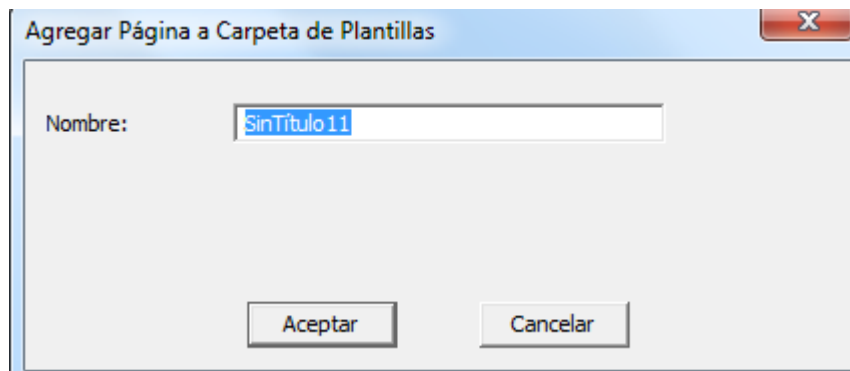 Agregar Página a Carpeta de Plantillas
Nombre: SinTítulo11
Aceptar Cancelar